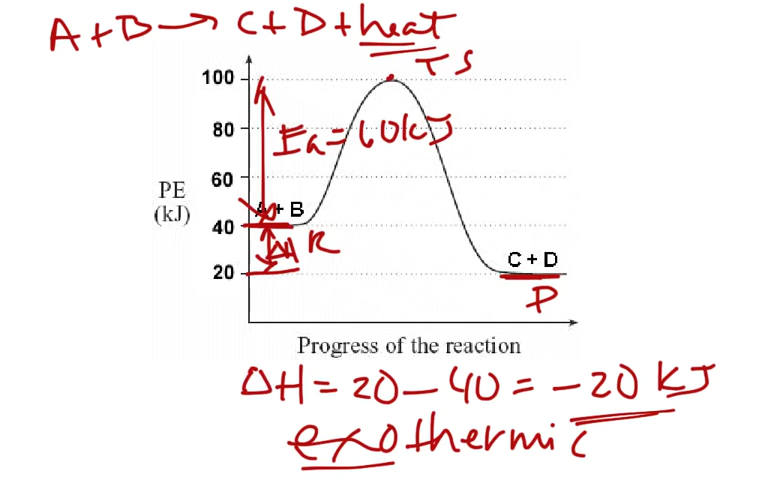 A + B → C + D + heat
TS
100
80
Ea = 60kJ
60
PE
(kJ)
A + B
40
ΔH R
C + D
20
P
Progress of the reaction
ΔH = 20 - 40 = -20 KJ
exothermic